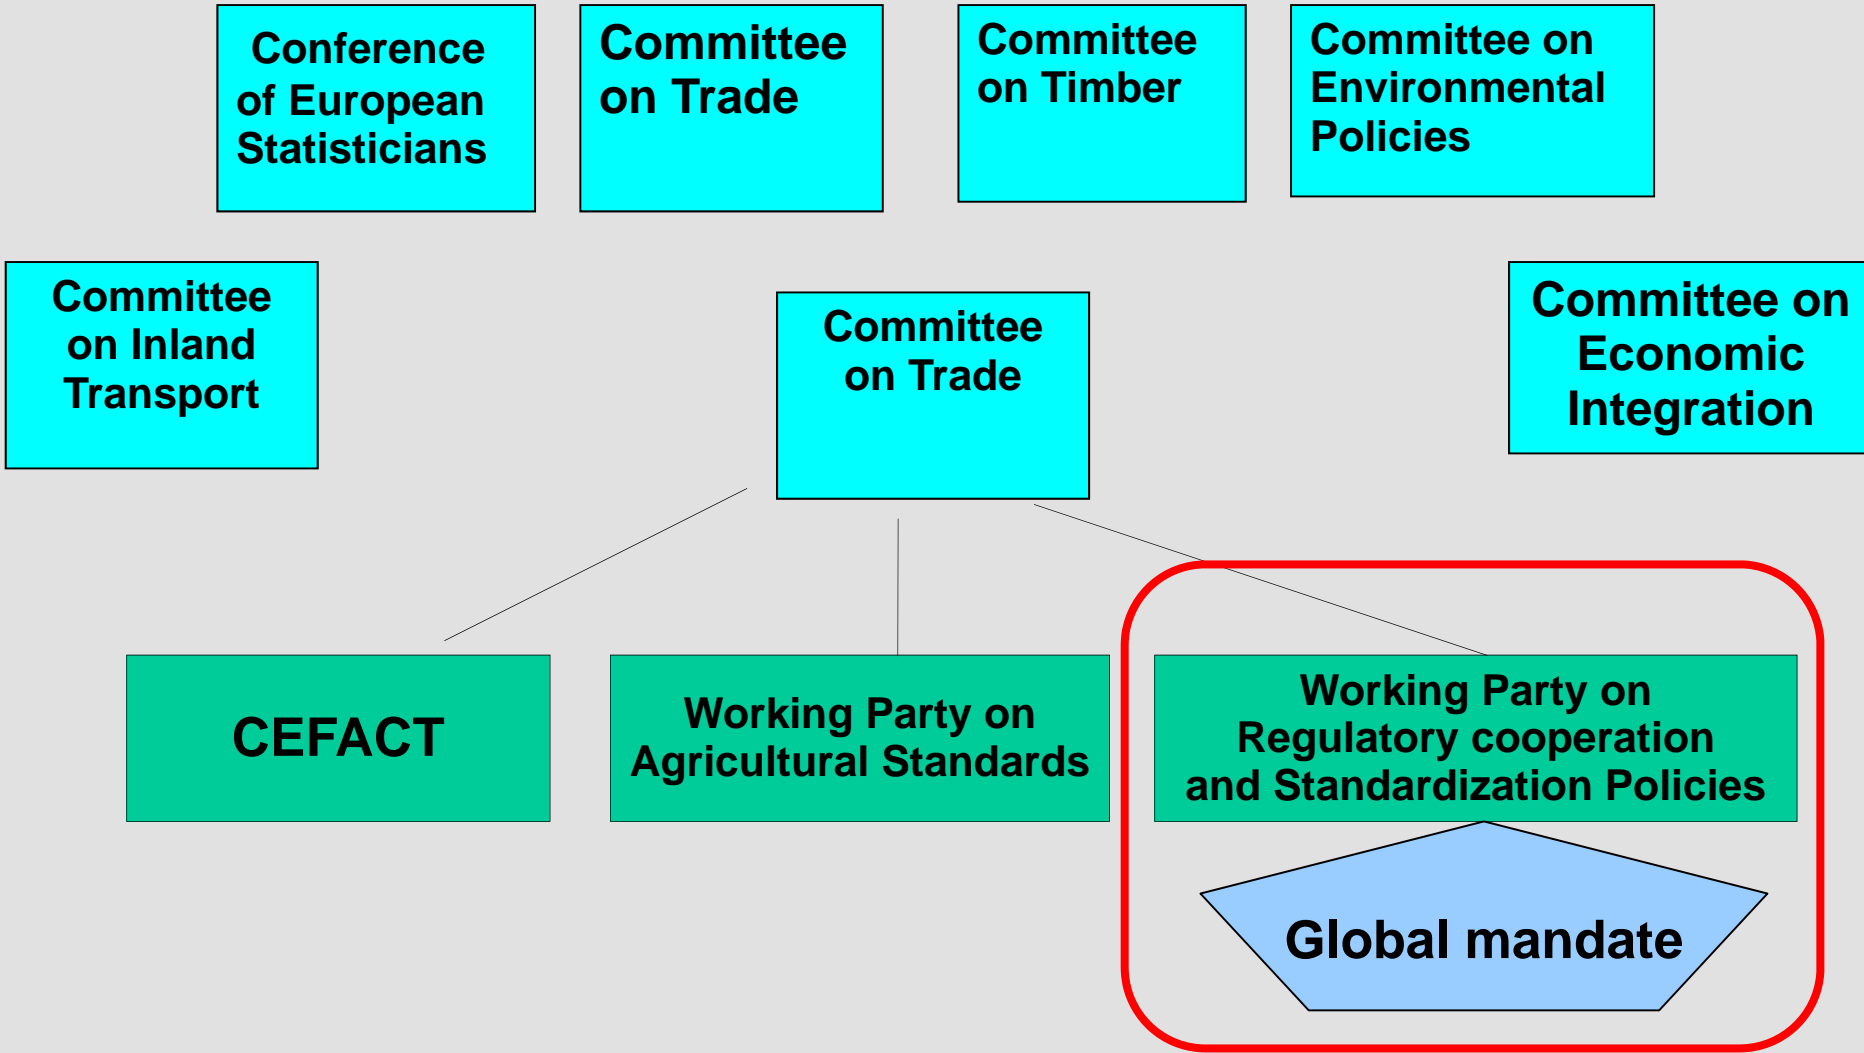 Conference
of European
Statisticians
Committee
on Trade
Committee
on Timber
Committee on
Environmental
Policies
Committee
on Inland
Transport
Committee
on Trade
Committee on
Economic
Integration
CEFACT
Working Party on
Agricultural Standards
Working Party on
Regulatory cooperation
and Standardization Policies
Global mandate